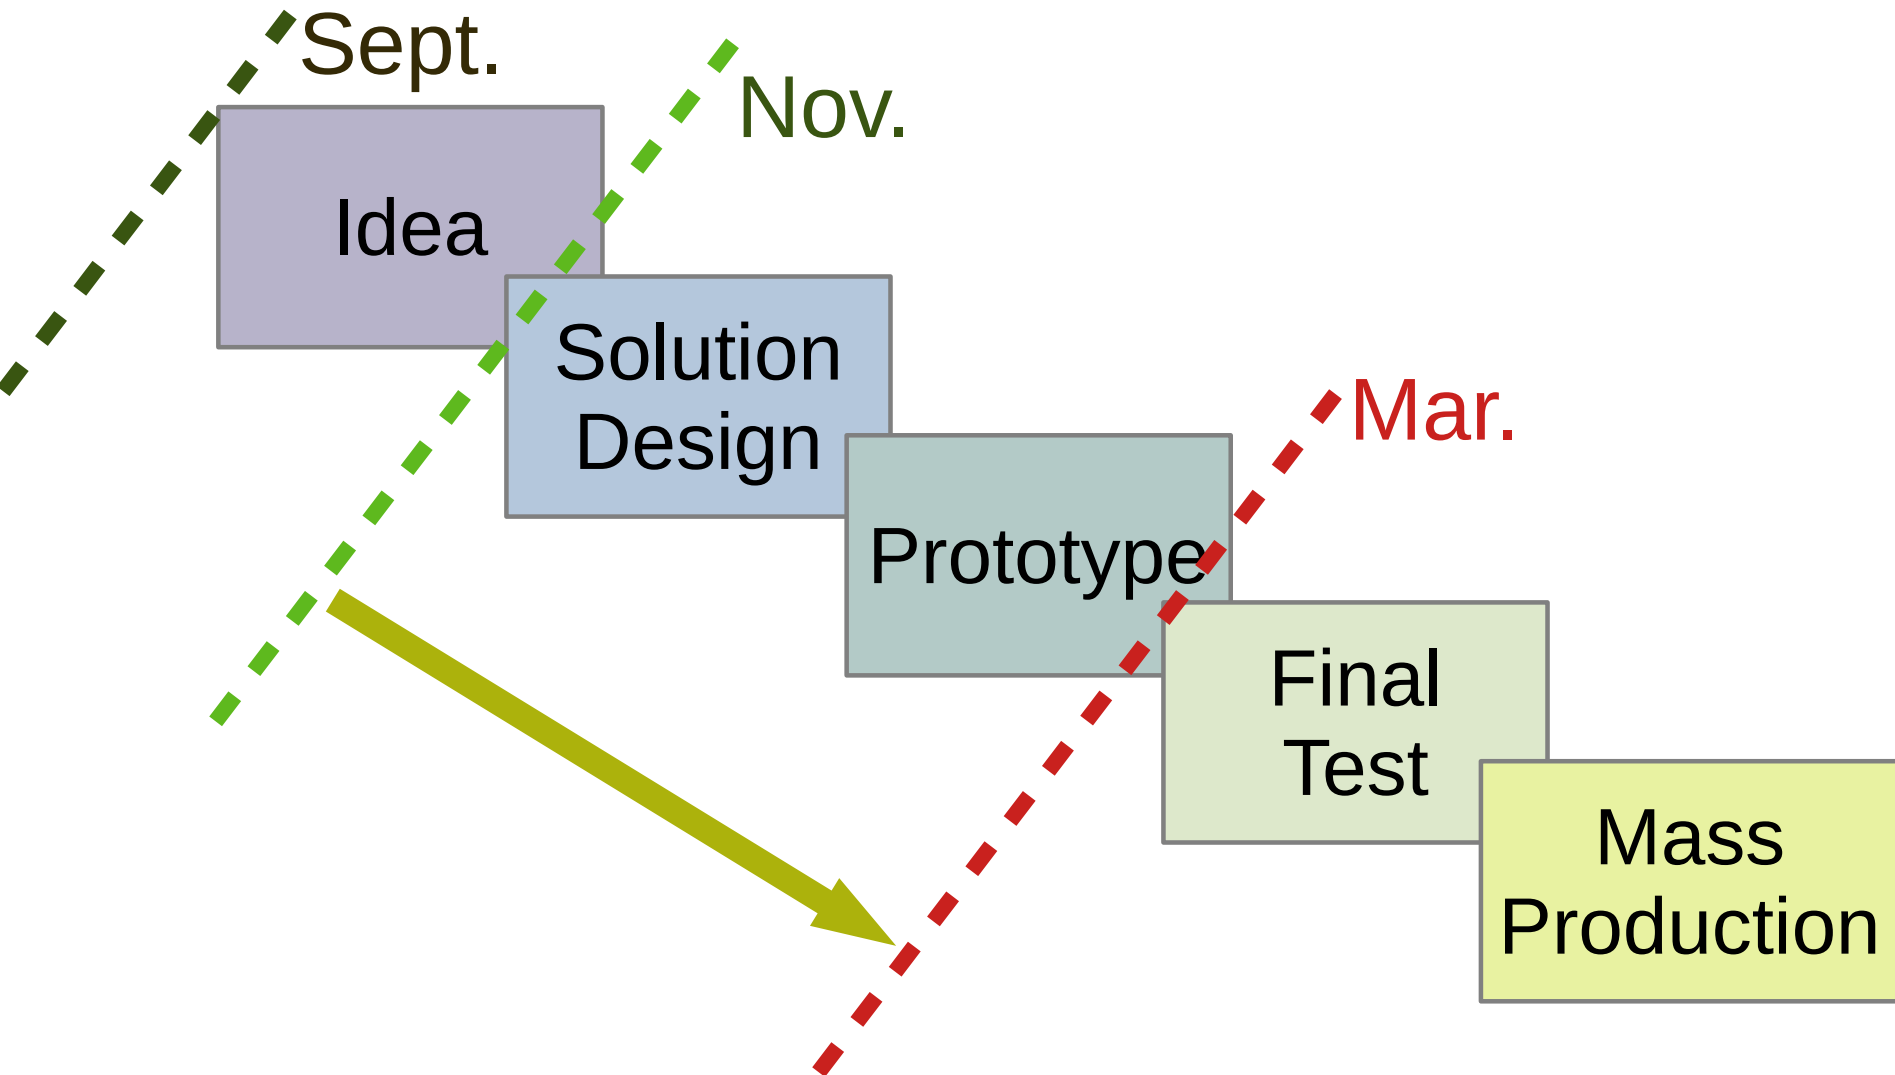 Sept.
Nov.
Idea
Solution
Design
Mar.
Prototype
Final
Test
Mass
Production